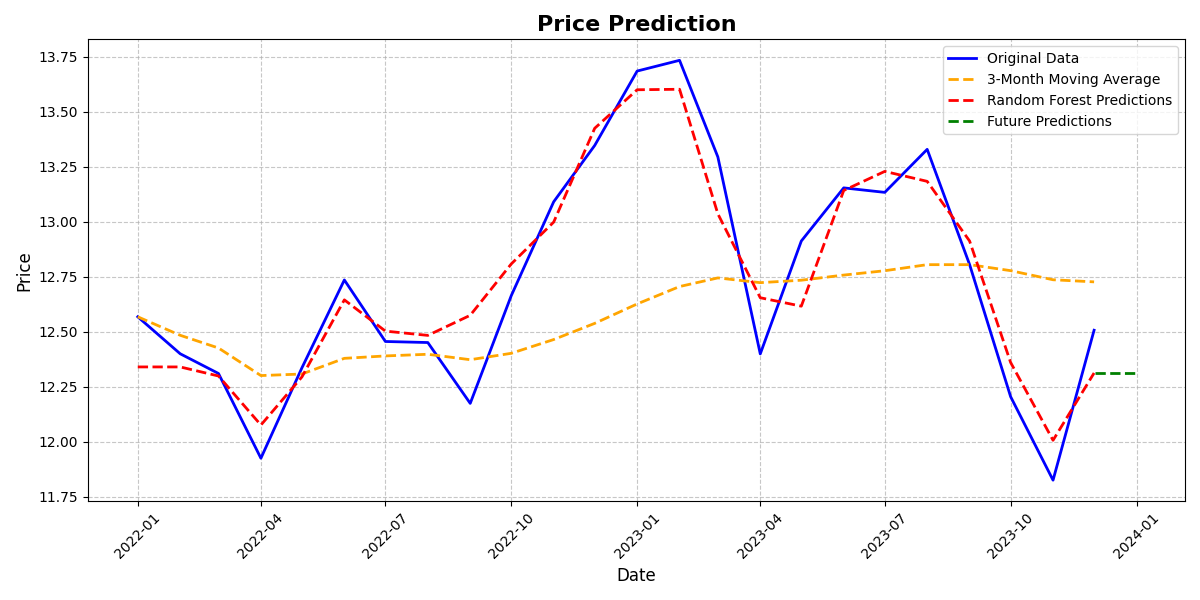 Price Prediction
Original Data
3-Month Moving Average
Random Forest Predictions
Future Predictions
Price
13.75
13.50
13.25
13.00
12.75
12.50
12.25
12.00
11.75
2022-01
2022-04
2022-07
2022-10
2023-01
2023-04
2023-07
2023-10
2024-01
Date